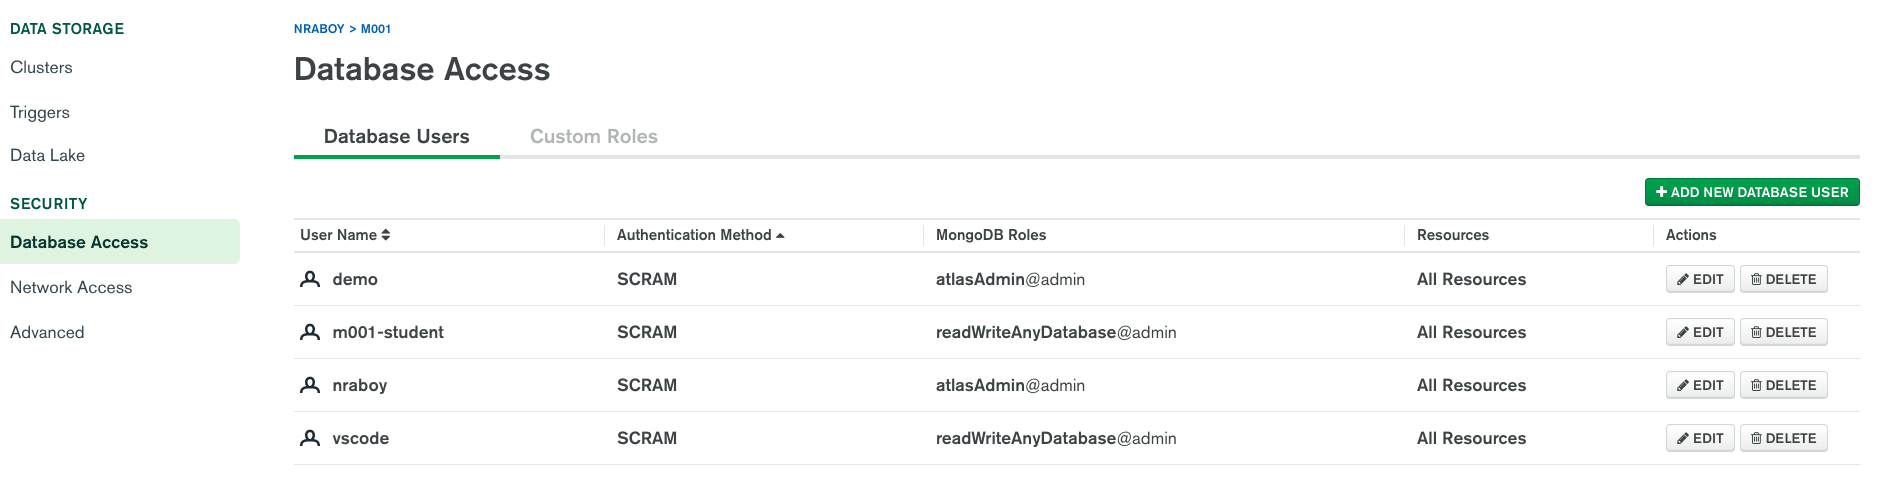 DATA STORAGE
Clusters
Triggers
Data Lake
SECURITY
Database Access
Network Access
Advanced
NRABOY > M001
Database Access
Database Users Custom Roles
+ ADD NEW DATABASE USER
User Name Authentication Method MongoDB Roles Resources Actions
demo SCRAM atlasAdmin@admin All Resources EDIT DELETE
m001-student SCRAM readWriteAnyDatabase@admin All Resources EDIT DELETE
nraboy SCRAM atlasAdmin@admin All Resources EDIT DELETE
vscode SCRAM readWriteAnyDatabase@admin All Resources EDIT DELETE